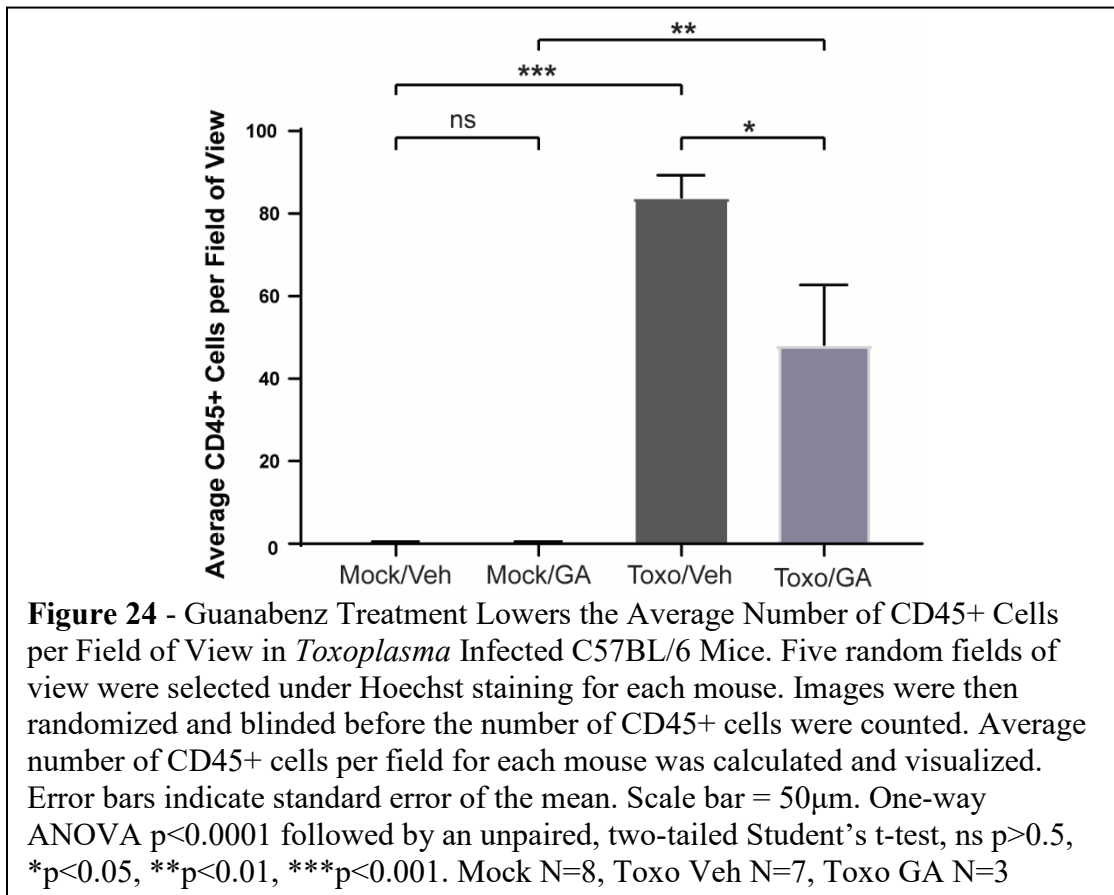 **
***
ns
*
100
80
60
40
20
0
Average CD45+ Cells per Field of View
Mock/Veh Mock/GA Toxo/Veh Toxo/GA
Figure 24 - Guanabenz Treatment Lowers the Average Number of CD45+ Cells
per Field of View in Toxoplasma Infected C57BL/6 Mice. Five random fields of
view were selected under Hoechst staining for each mouse. Images were then
randomized and blinded before the number of CD45+ cells were counted. Average
number of CD45+ cells per field for each mouse was calculated and visualized.
Error bars indicate standard error of the mean. Scale bar = 50μm. One-way
ANOVA p<0.0001 followed by an unpaired, two-tailed Student’s t-test, ns p>0.5,
*p<0.05, **p<0.01, ***p<0.001. Mock N=8, Toxo Veh N=7, Toxo GA N=3